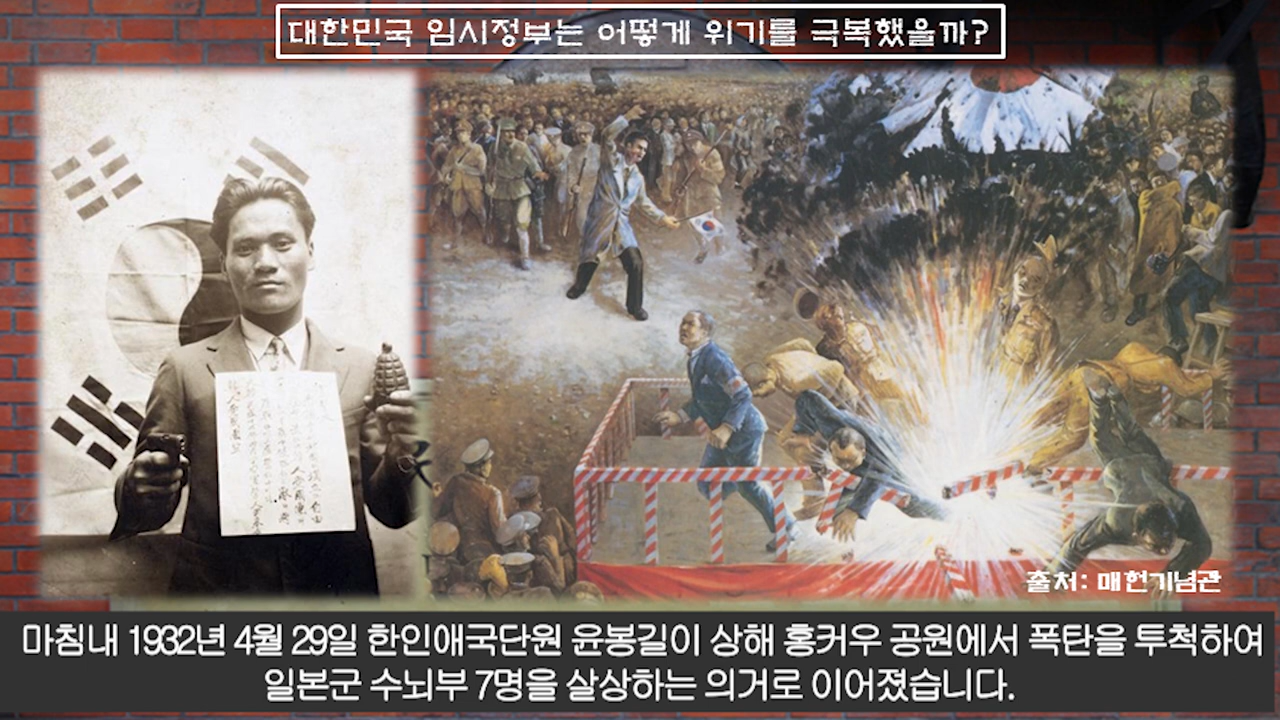 대한민국 임시정부는 어떻게 위기를 극복했을까?
출처: 매헌기념관
마침내 1932년 4월 29일 한인애국단원 윤봉길이 상해 홍커우 공원에서 폭탄을 투척하여
일본군 수뇌부 7명을 살상하는 의거로 이어졌습니다.